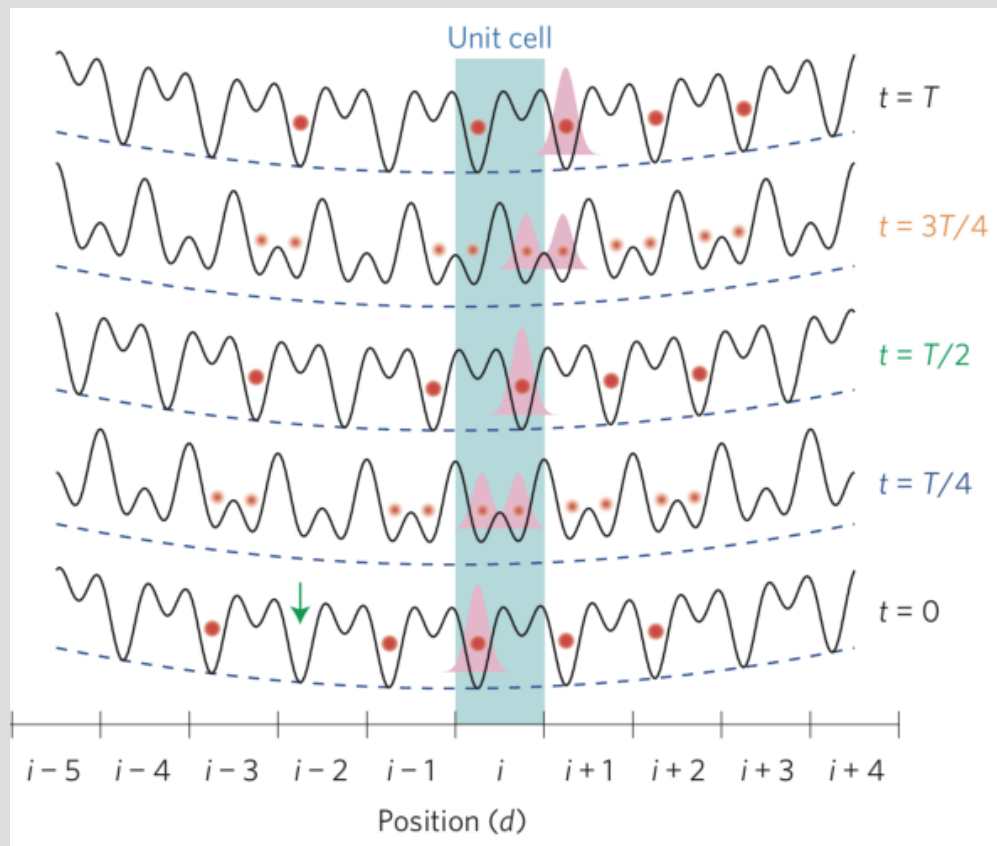 Unit cell
t = T
t = 3T/4
t = T/2
t = T/4
t = 0
i – 5 i – 4 i – 3 i – 2 i – 1 i i + 1 i + 2 i + 3 i + 4
Position (d)